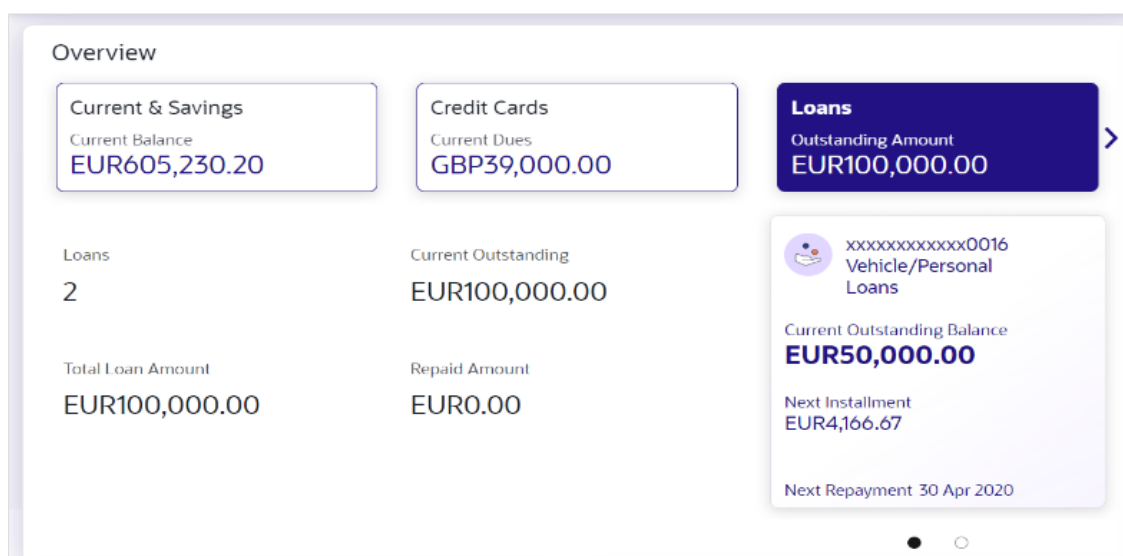 Overview
Current & Savings
Current Balance
EUR605,230.20
Credit Cards
Current Dues
GBP39,000.00
Loans
Outstanding Amount
EUR100,000.00
Loans
2
Current Outstanding
EUR100,000.00
Total Loan Amount
EUR100,000.00
Repaid Amount
EUR0.00
xxxxxxxxxxxx0016
Vehicle/Personal
Loans
Current Outstanding Balance
EUR50,000.00
Next Installment
EUR4,166.67
Next Repayment 30 Apr 2020